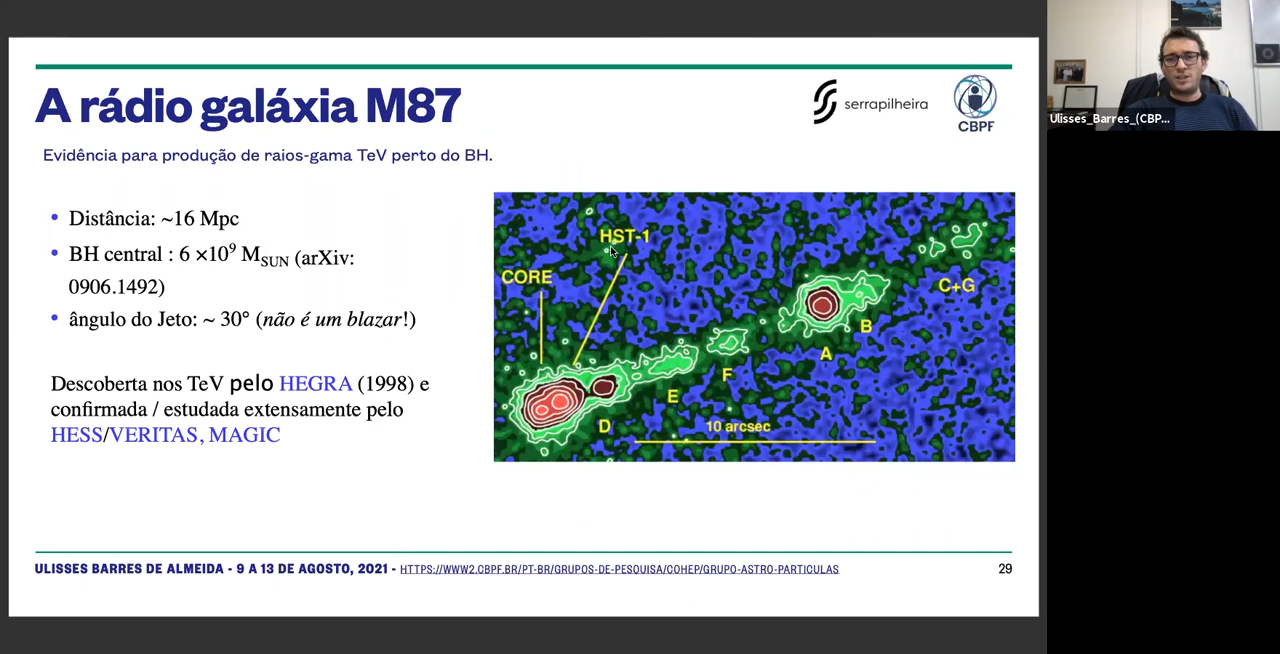 A rádio galáxia M87
serrapilheira
CBPF
Evidência para produção de raios-gama TeV perto do BH.
• Distância: ~16 Mpc
• BH central : 6 ×10⁹ M_SUN (arXiv:
0906.1492)
• ângulo do Jeto: ~ 30° (não é um blazar!)
Descoberta nos TeV pelo HEGRA (1998) e
confirmada / estudada extensamente pelo
HESS/VERITAS, MAGIC
HST-1
CORE
C+G
B
A
F
E
D
10 arcsec
ULISSES BARRES DE ALMEIDA - 9 A 13 DE AGOSTO, 2021 - HTTPS://WWW2.CBPF.BR/PT-BR/GRUPOS-DE-PESQUISA/COHEP/GRUPO-ASTRO-PARTICULAS
29
Ulisses_Barres_(CBP...